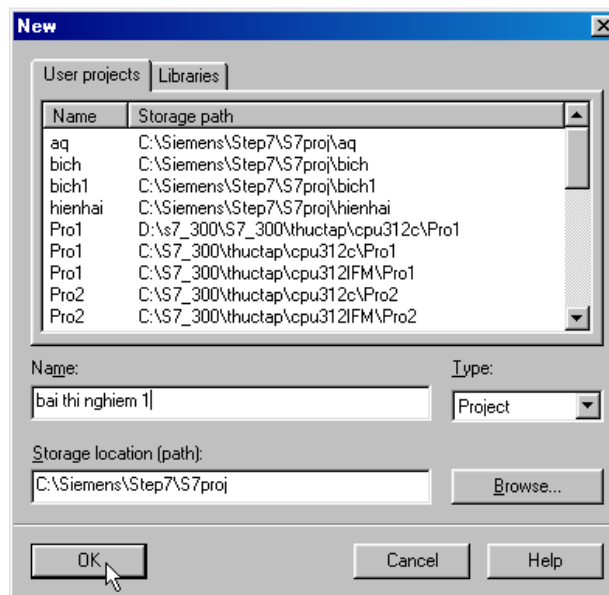 New
User projects Libraries
Name Storage path
aq C:\Siemens\Step7\S7proj\aq
bich C:\Siemens\Step7\S7proj\bich
bich1 C:\Siemens\Step7\S7proj\bich1
hienhai C:\Siemens\Step7\S7proj\hienhai
Pro1 D:\s7_300\S7_300\thuctap\cpu312c\Pro1
Pro1 C:\S7_300\thuctap\cpu312c\Pro1
Pro1 C:\S7_300\thuctap\cpu312IFM\Pro1
Pro2 C:\S7_300\thuctap\cpu312c\Pro2
Pro2 C:\S7_300\thuctap\cpu312IFM\Pro2
Name: Type:
bai thi nghiem 1 Project
Storage location (path):
C:\Siemens\Step7\S7proj Browse...
OK Cancel Help